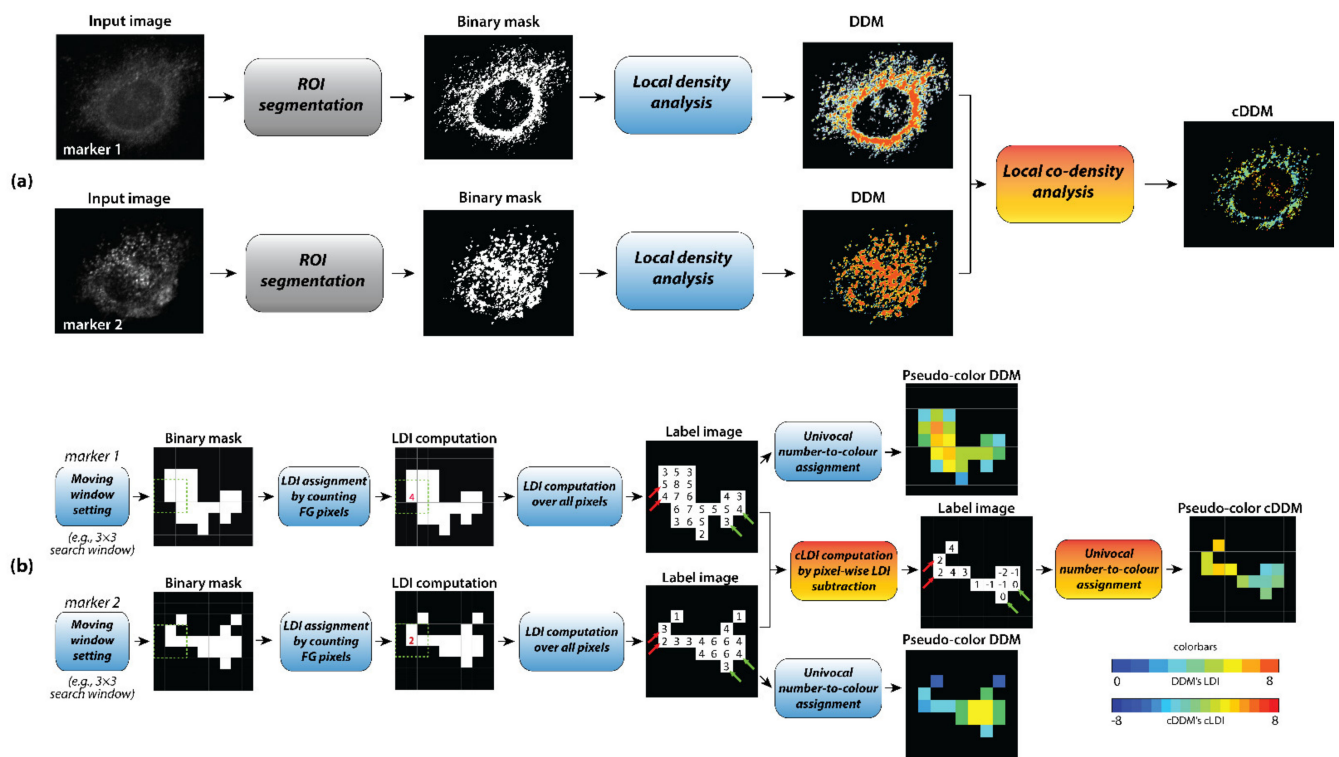 Input image
Binary mask
DDM
ROI
segmentation
Local density
analysis
marker 1
cDDM
(a)
Local co-density
analysis
Input image
Binary mask
DDM
ROI
segmentation
Local density
analysis
marker 2
Pseudo-color DDM
Binary mask
LDI computation
Label image
Univocal
number-to-colour
assignment
marker 1
Moving
window
setting
LDI assignment
by counting
FG pixels
4
LDI computation
over all pixels
3 5 3
5 8 5
4 7 6 4 3
6 7 5 5 5 4
3 6 5 3
2
(e.g., 3×3
search window)
Label image
Pseudo-color cDDM
(b)
cLDI computation
by pixel-wise LDI
subtraction
4
2
2 4 3 -2 -1
1 -1 -1 0
0
Univocal
number-to-colour
assignment
Binary mask
LDI computation
Label image
marker 2
Moving
window
setting
LDI assignment
by counting
FG pixels
2
LDI computation
over all pixels
1 1
3
2 3 3 4 6 6 4
4 6 6 4
3
(e.g., 3×3
search window)
Pseudo-color DDM
Univocal
number-to-colour
assignment
colorbars
0 DDM's LDI 8
-8 cDDM's cLDI 8